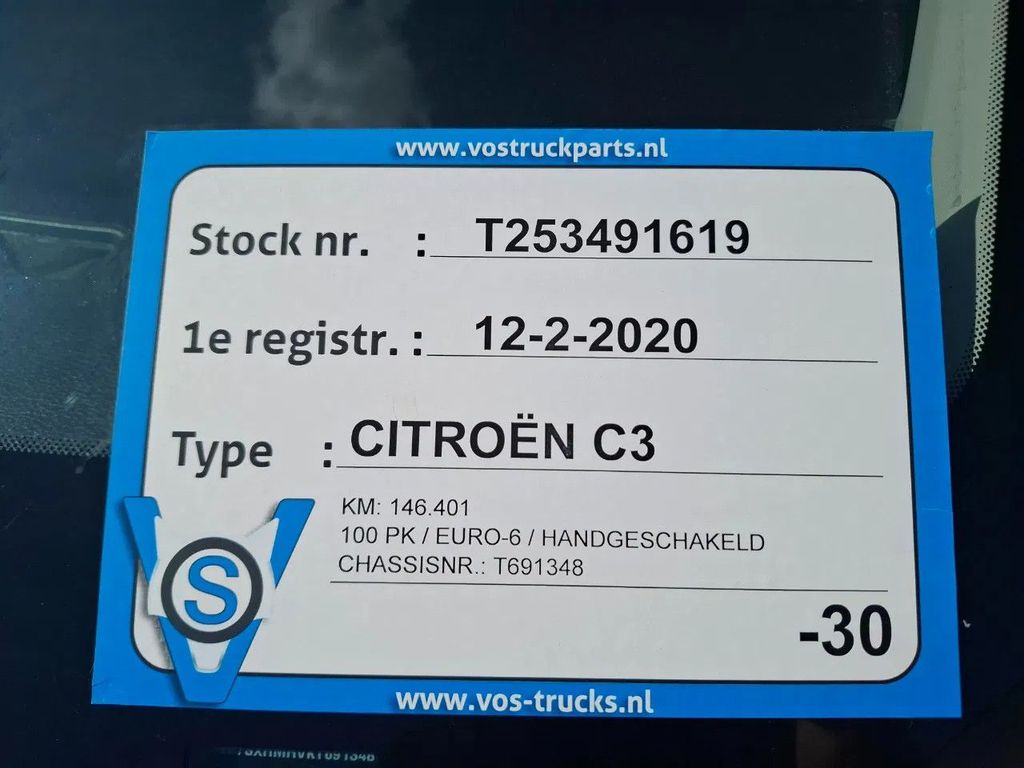 www.vostruckparts.nl
Stock nr. : T253491619
1e registr. : 12-2-2020
Type : CITROËN C3
KM: 146.401
100 PK / EURO-6 / HANDGESCHAKELD
CHASSISNR.: T691348
VOS
-30
www.vos-trucks.nl